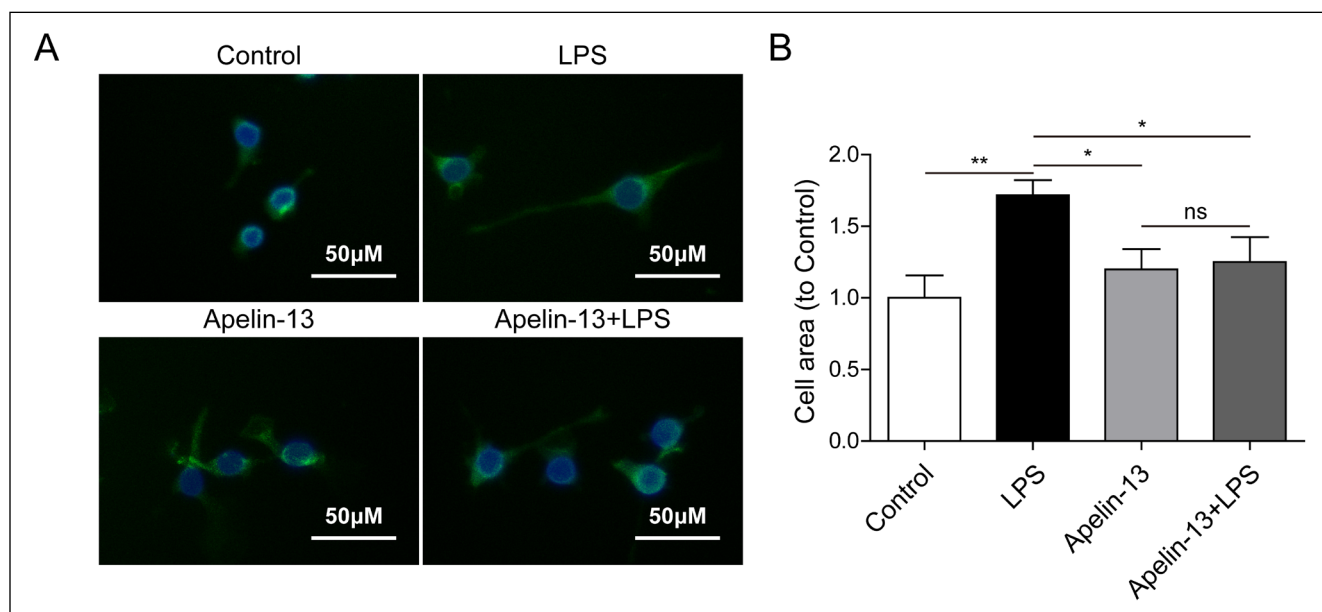 A
Control
LPS
50µM
50µM
Apelin-13
Apelin-13+LPS
50µM
50µM
B
Cell area (to Control)
2.0
1.5
1.0
0.5
0.0
**
*
*
ns
Control
LPS
Apelin-13
Apelin-13+LPS